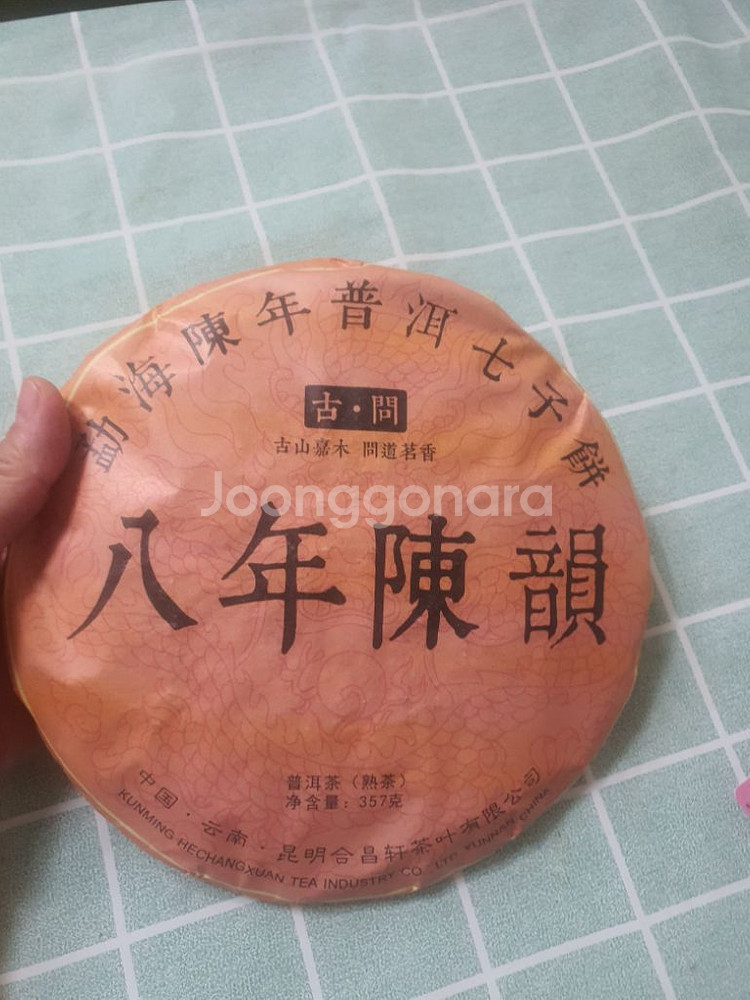 勐海陳年普洱七子餅
古·問
古山嘉木 問道茗香
Joonggonara
八年陳韻
普洱茶（熟茶）
净含量：357克
中国·云南·昆明合昌轩茶叶有限公司
KUNMING HECHANGXUAN TEA INDUSTRY CO. LTP. YUNNAN CHINA